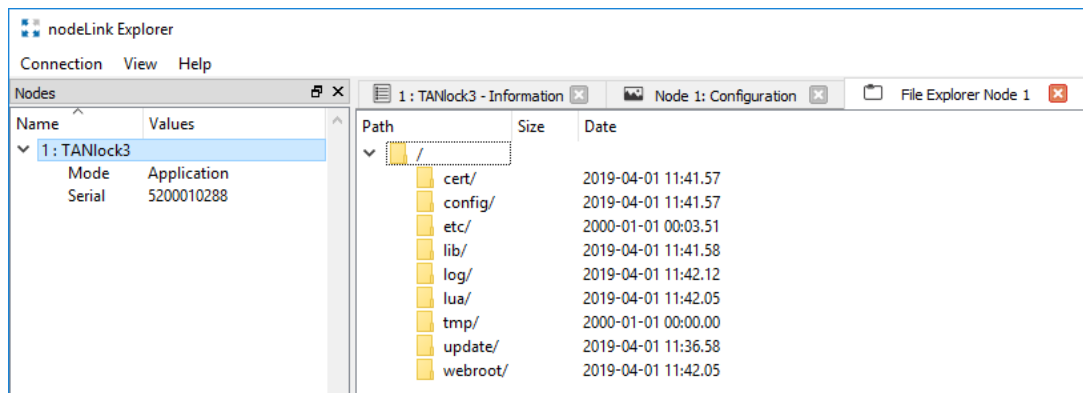 nodeLink Explorer
Connection View Help
Nodes
1 : TANlock3 - Information
Node 1: Configuration
File Explorer Node 1
Name Values
1 : TANlock3
Mode Application
Serial 5200010288
Path Size Date
/
cert/ 2019-04-01 11:41.57
config/ 2019-04-01 11:41.57
etc/ 2000-01-01 00:03.51
lib/ 2019-04-01 11:41.58
log/ 2019-04-01 11:42.12
lua/ 2019-04-01 11:42.05
tmp/ 2000-01-01 00:00.00
update/ 2019-04-01 11:36.58
webroot/ 2019-04-01 11:42.05